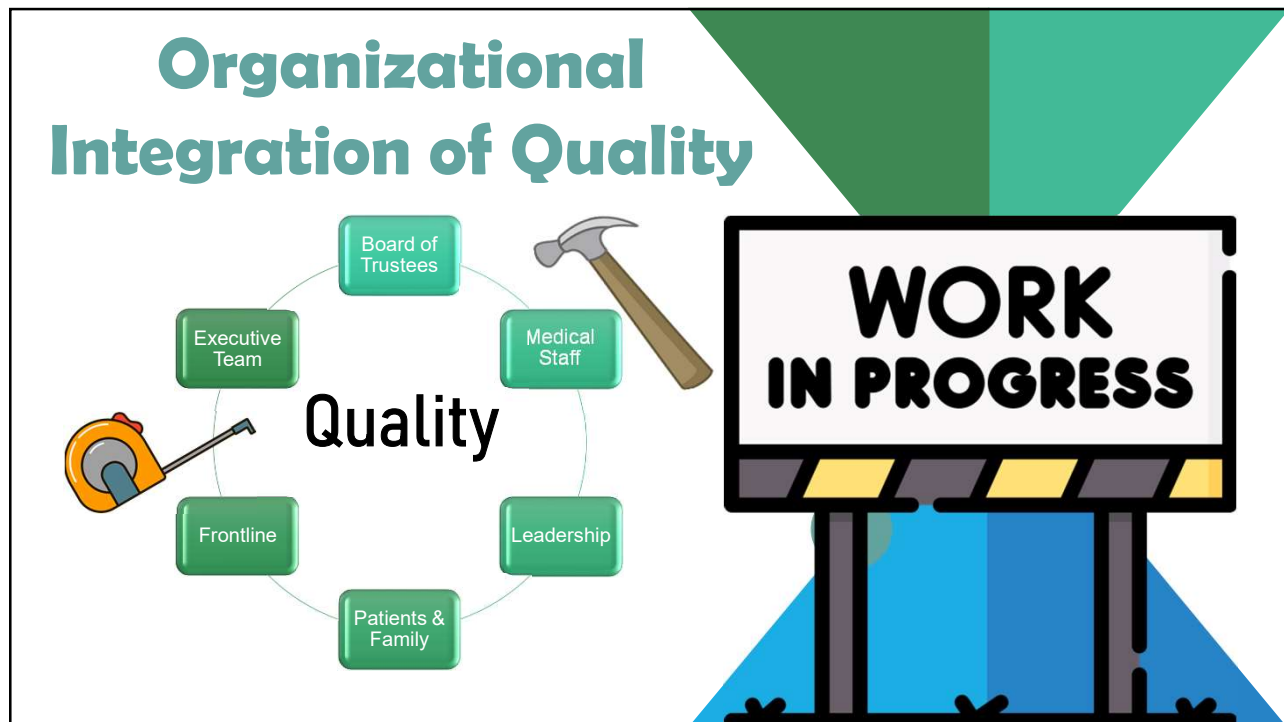 Organizational
Integration of Quality
Board of
Trustees
Executive
Team
Medical
Staff
Quality
Frontline
Leadership
Patients &
Family
WORK
IN PROGRESS